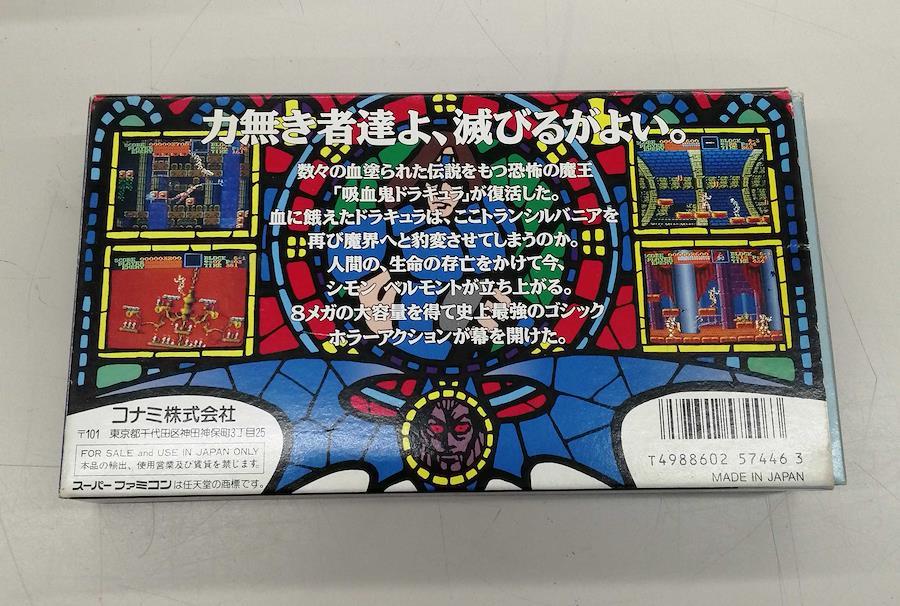 力無き者達よ、滅びるがよい。
数々の血塗られた伝説をもつ恐怖の魔王
「吸血鬼ドラキュラ」が復活した。
血に餓えたドラキュラは、ここトランシルバニアを
再び魔界へと豹変させてしまうのか。
人間の、生命の存亡をかけて今、
シモン ベルモントが立ち上がる。
8メガの大容量を得て史上最強のゴシック
ホラーアクションが幕を開けた。
コナミ株式会社
〒101 東京都千代田区神田神保町3丁目25
FOR SALE and USE IN JAPAN ONLY
本品の輸出、使用営業及び賃貸を禁じます。
スーパーファミコンは任天堂の商標です。
T4988602 57446 3
MADE IN JAPAN